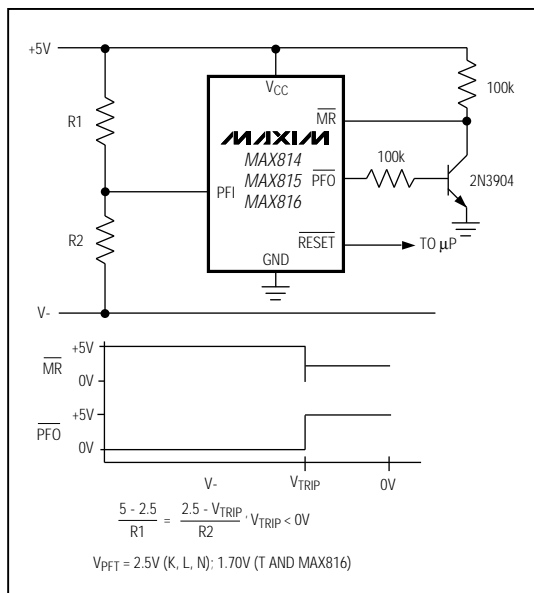 +5V
VCC
100k
R1
MR
MAXIM
MAX814
MAX815
MAX816
100k
PFI
PFO
2N3904
R2
RESET
TO μP
GND
V-
MR
+5V
0V
PFO
+5V
0V
V-
VTRIP
0V
5 - 2.5
R1
=
2.5 - VTRIP
R2
, VTRIP < 0V
VPFT = 2.5V (K, L, N); 1.70V (T AND MAX816)